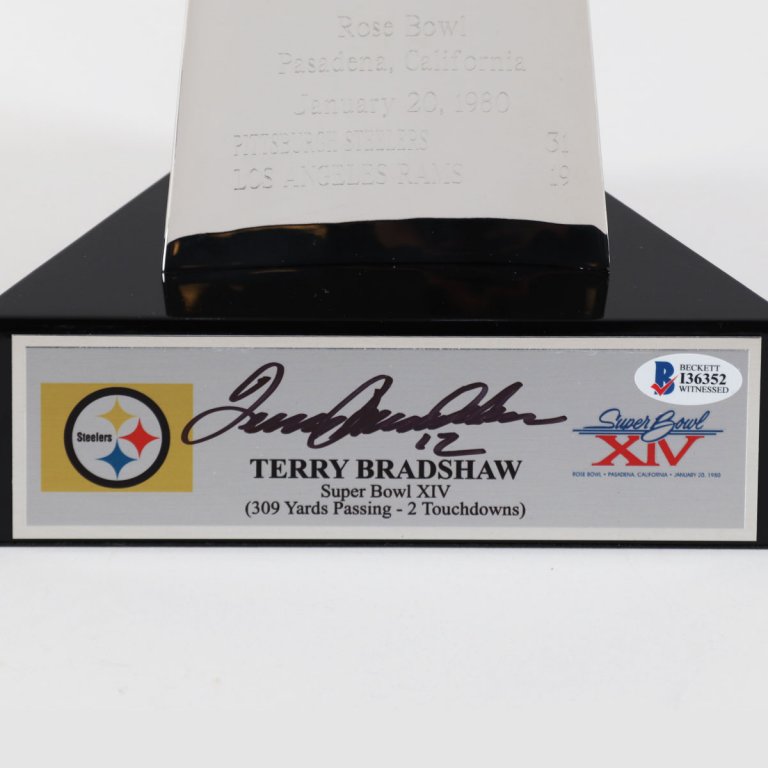 Rose Bowl
Pasadena, California
January 20, 1980
PITTSBURGH STEELERS 31
LOS ANGELES RAMS 19
BECKETT
I36352
WITNESSED
Steelers
Terry Bradshaw
12
Super Bowl
XIV
ROSE BOWL • PASADENA, CALIFORNIA • JANUARY 20, 1980
TERRY BRADSHAW
Super Bowl XIV
(309 Yards Passing - 2 Touchdowns)